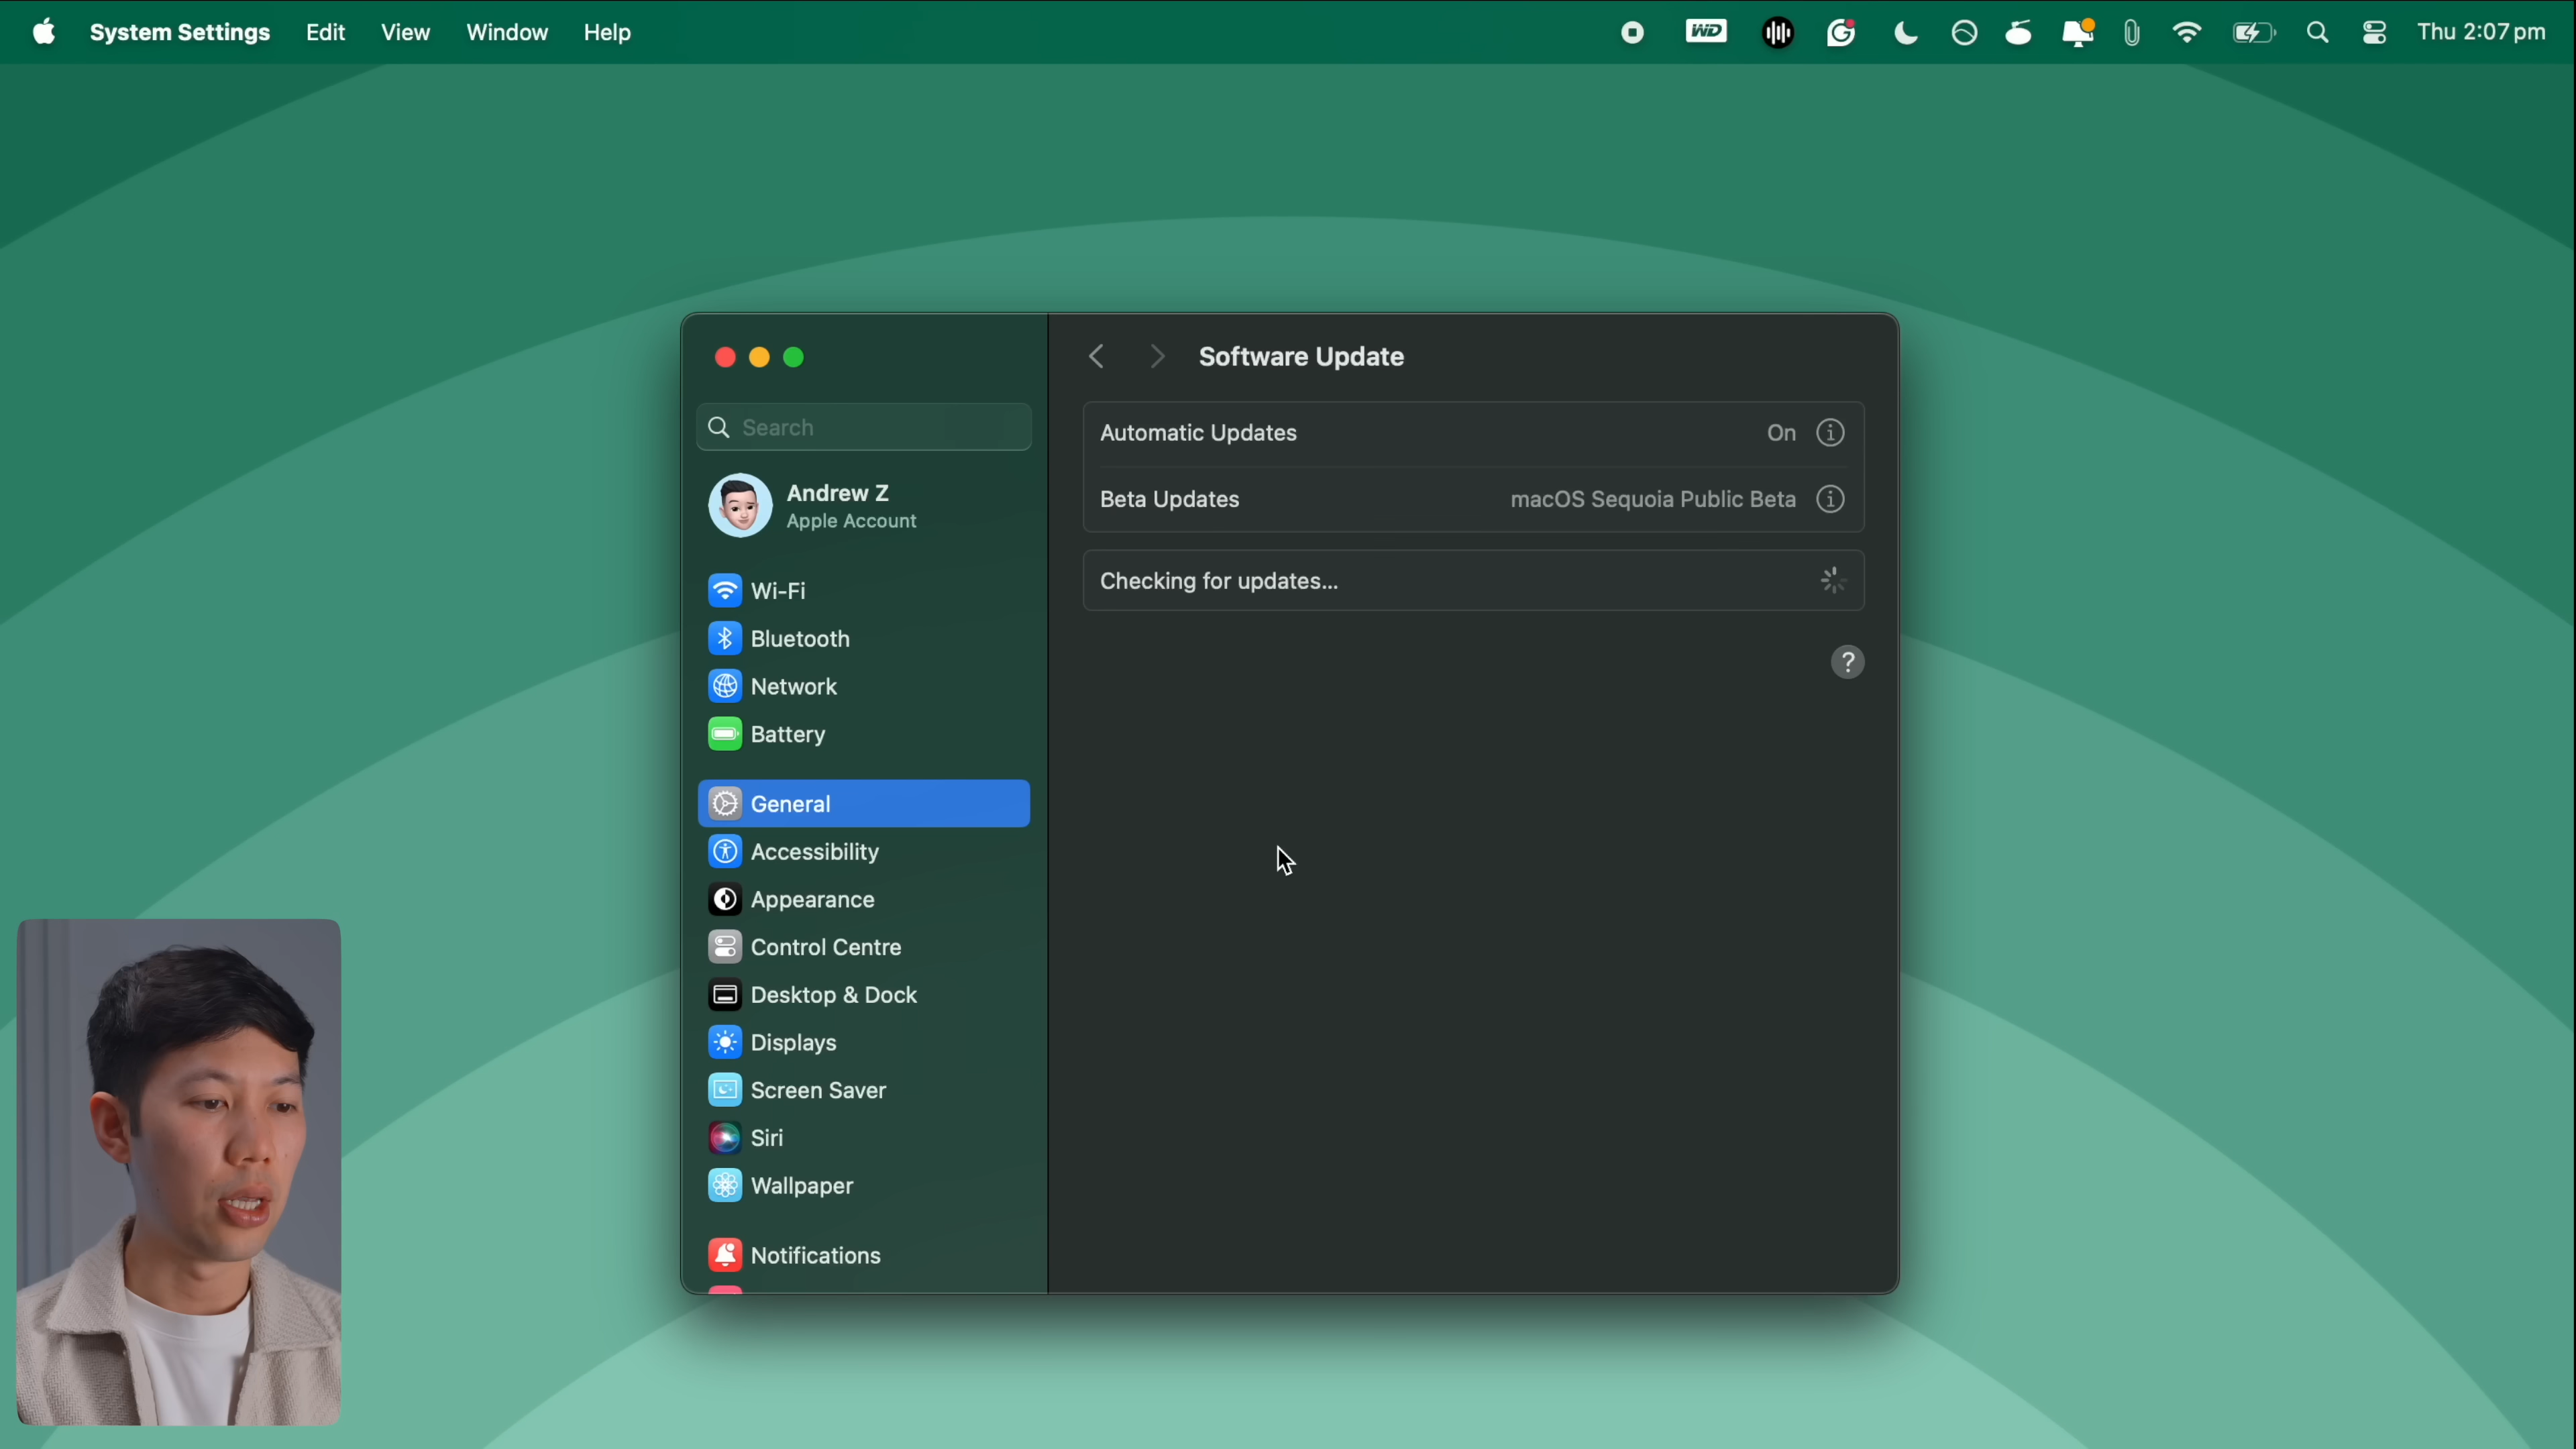 System Settings Edit View Window Help WD Thu 2:07 pm
Software Update
Search
Automatic Updates On
Andrew Z
Apple Account
Beta Updates macOS Sequoia Public Beta
Checking for updates...
?
Wi-Fi
Bluetooth
Network
Battery
General
Accessibility
Appearance
Control Centre
Desktop & Dock
Displays
Screen Saver
Siri
Wallpaper
Notifications